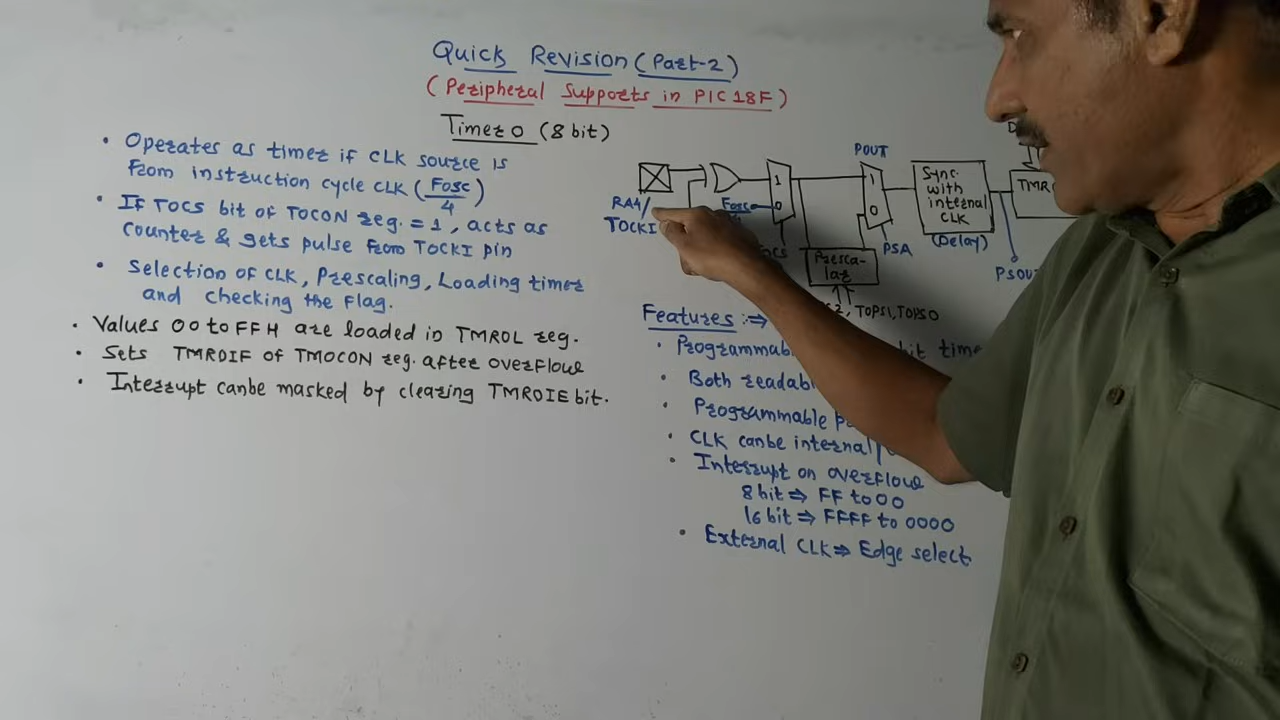 Quick Revision (Part-2)
(Peripheral Supports in PIC 18F)
Timer 0 (8 bit)
• Operates as timer if CLK source is
from instruction cycle CLK (Fosc/4)
• If TOCS bit of TOCON reg. = 1, acts as
counter & gets pulse from TOCKI pin
• Selection of CLK, Prescaling, Loading timer
and checking the Flag.
• Values 00 to FFH are loaded in TMROL reg.
• Sets TMROIF of TMOCON reg. after overflow
• Interrupt canbe masked by clearing TMROIE bit.
RA4/
TOCKI
Fosc
1
0
POUT
1
0
PSA
Presca-
lar
Sync.
with
internal
CLK
(Delay)
TMR
PSOU
TOPS1, TOPS0
Features :⇒
• Programmab
bit time
• Both readab
• Programmable
• CLK canbe internal/
• Interrupt on overflow
8 bit ⇒ FF to 00
16 bit ⇒ FFFF to 0000
• External CLK ⇒ Edge select